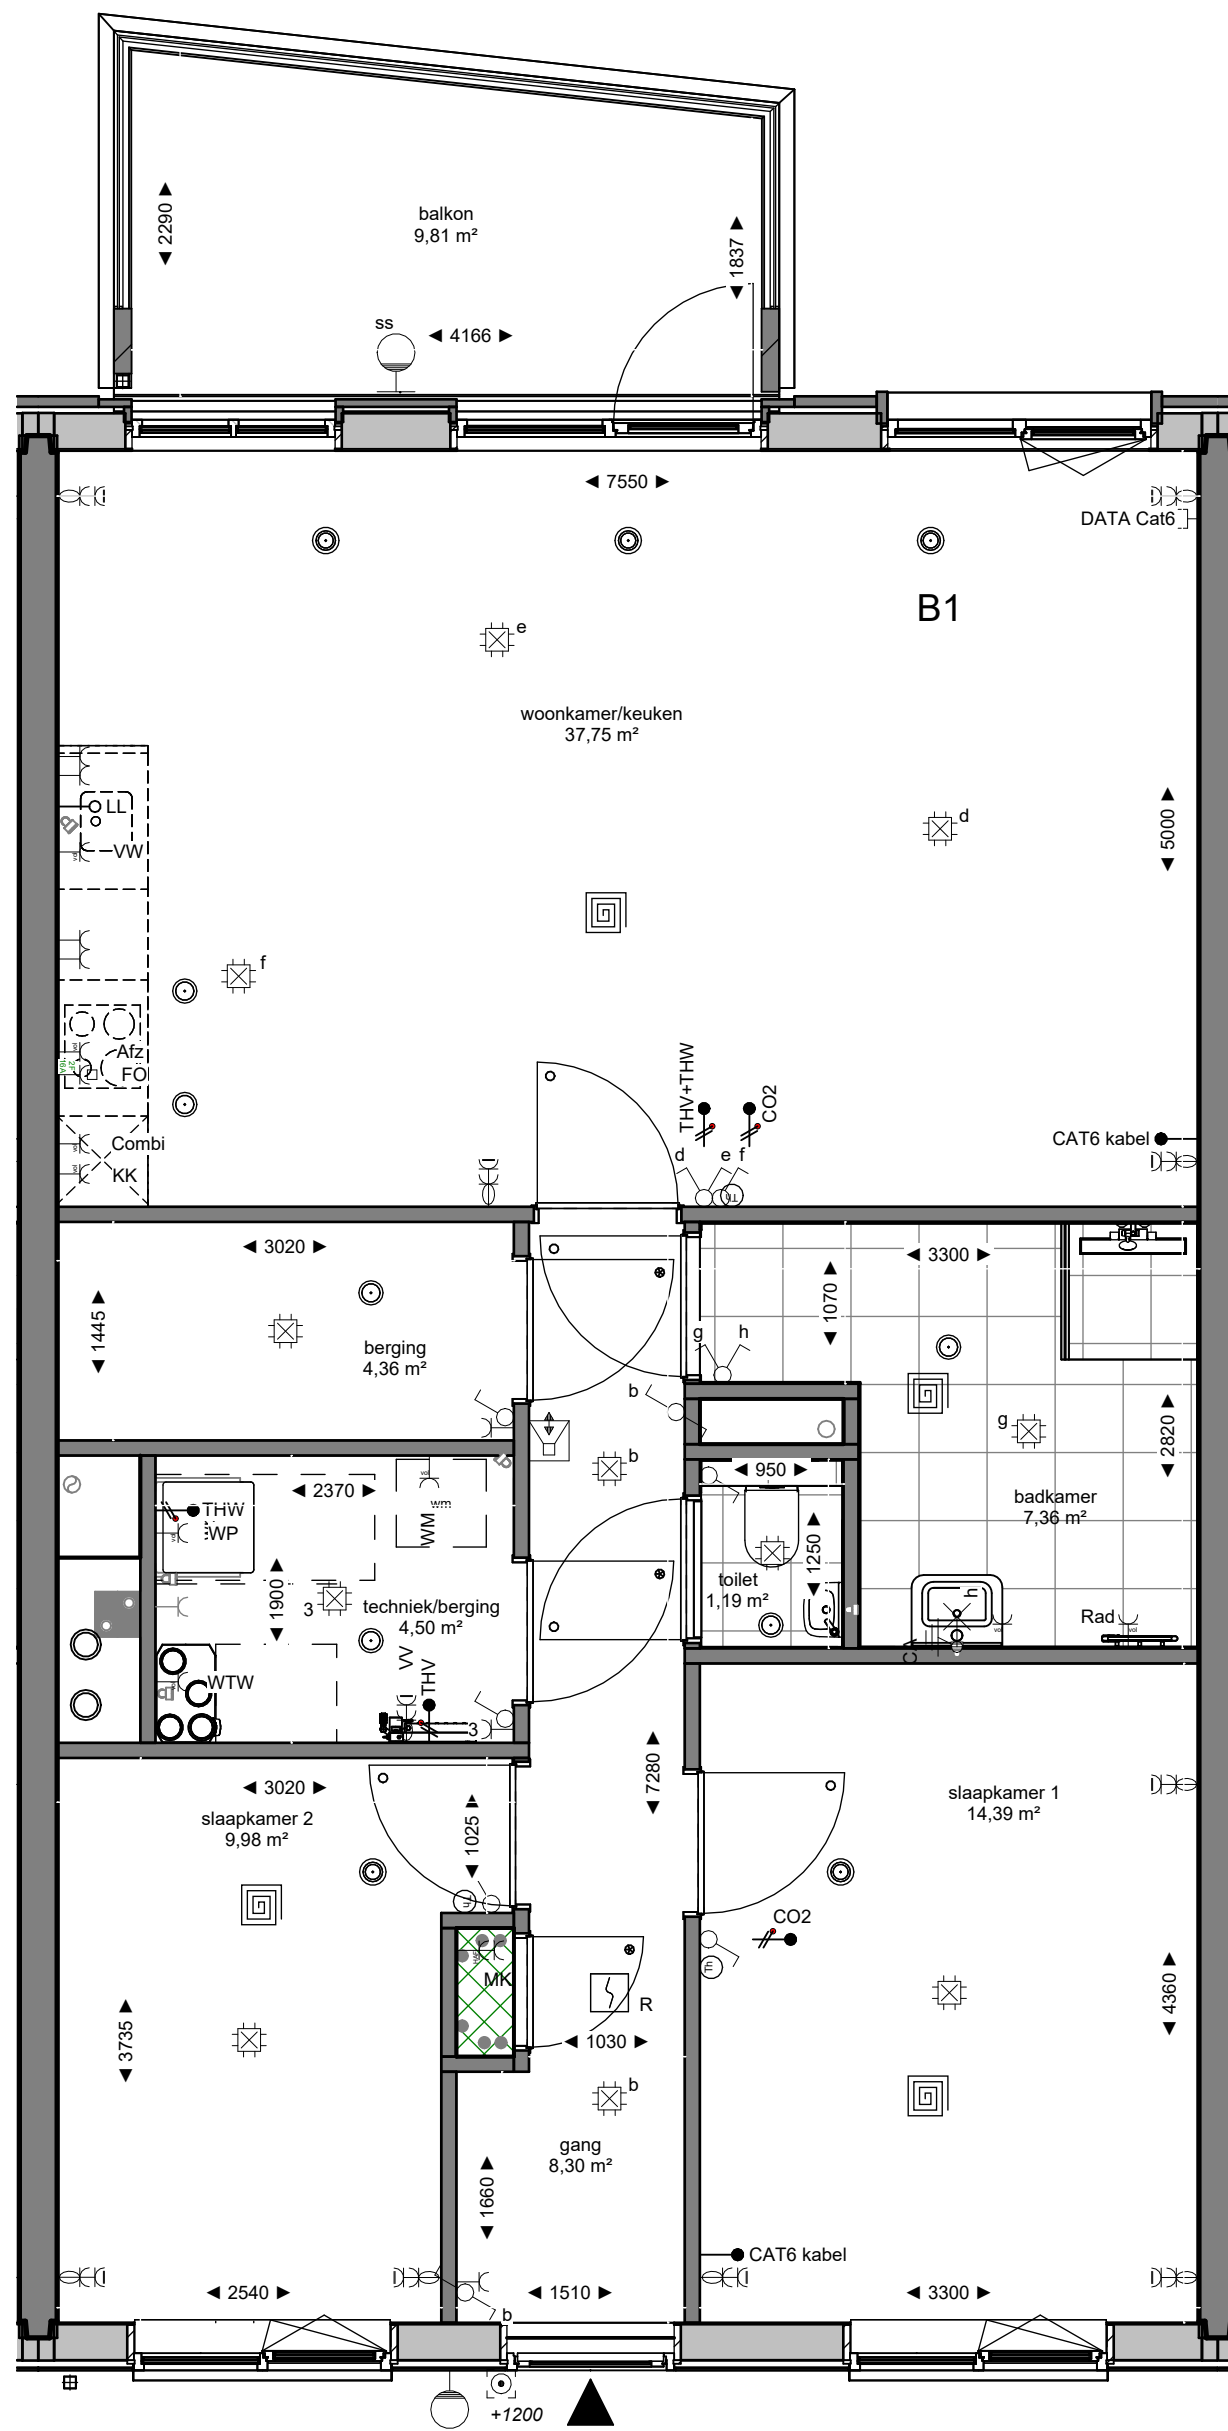 balkon
9,81 m²
2290
1837
ss
4166
7550
DATA Cat6
B1
e
woonkamer/keuken
37,75 m²
LL
VW
d
5000
f
Afz
FO
Combi
KK
THV+THW
CO2
d
e
f
CAT6 kabel
3020
3300
1445
1070
berging
4,36 m²
g
h
b
g
2820
2370
b
950
THW
WP
wm
WM
badkamer
7,36 m²
1250
1900
3
techniek/berging
4,50 m²
toilet
1,19 m²
h
Rad
WTW
VV
THV
3
3020
7280
slaapkamer 2
9,98 m²
1025
slaapkamer 1
14,39 m²
CO2
Th
MK
R
3735
1030
4360
b
gang
8,30 m²
1660
CAT6 kabel
2540
1510
3300
b
+1200